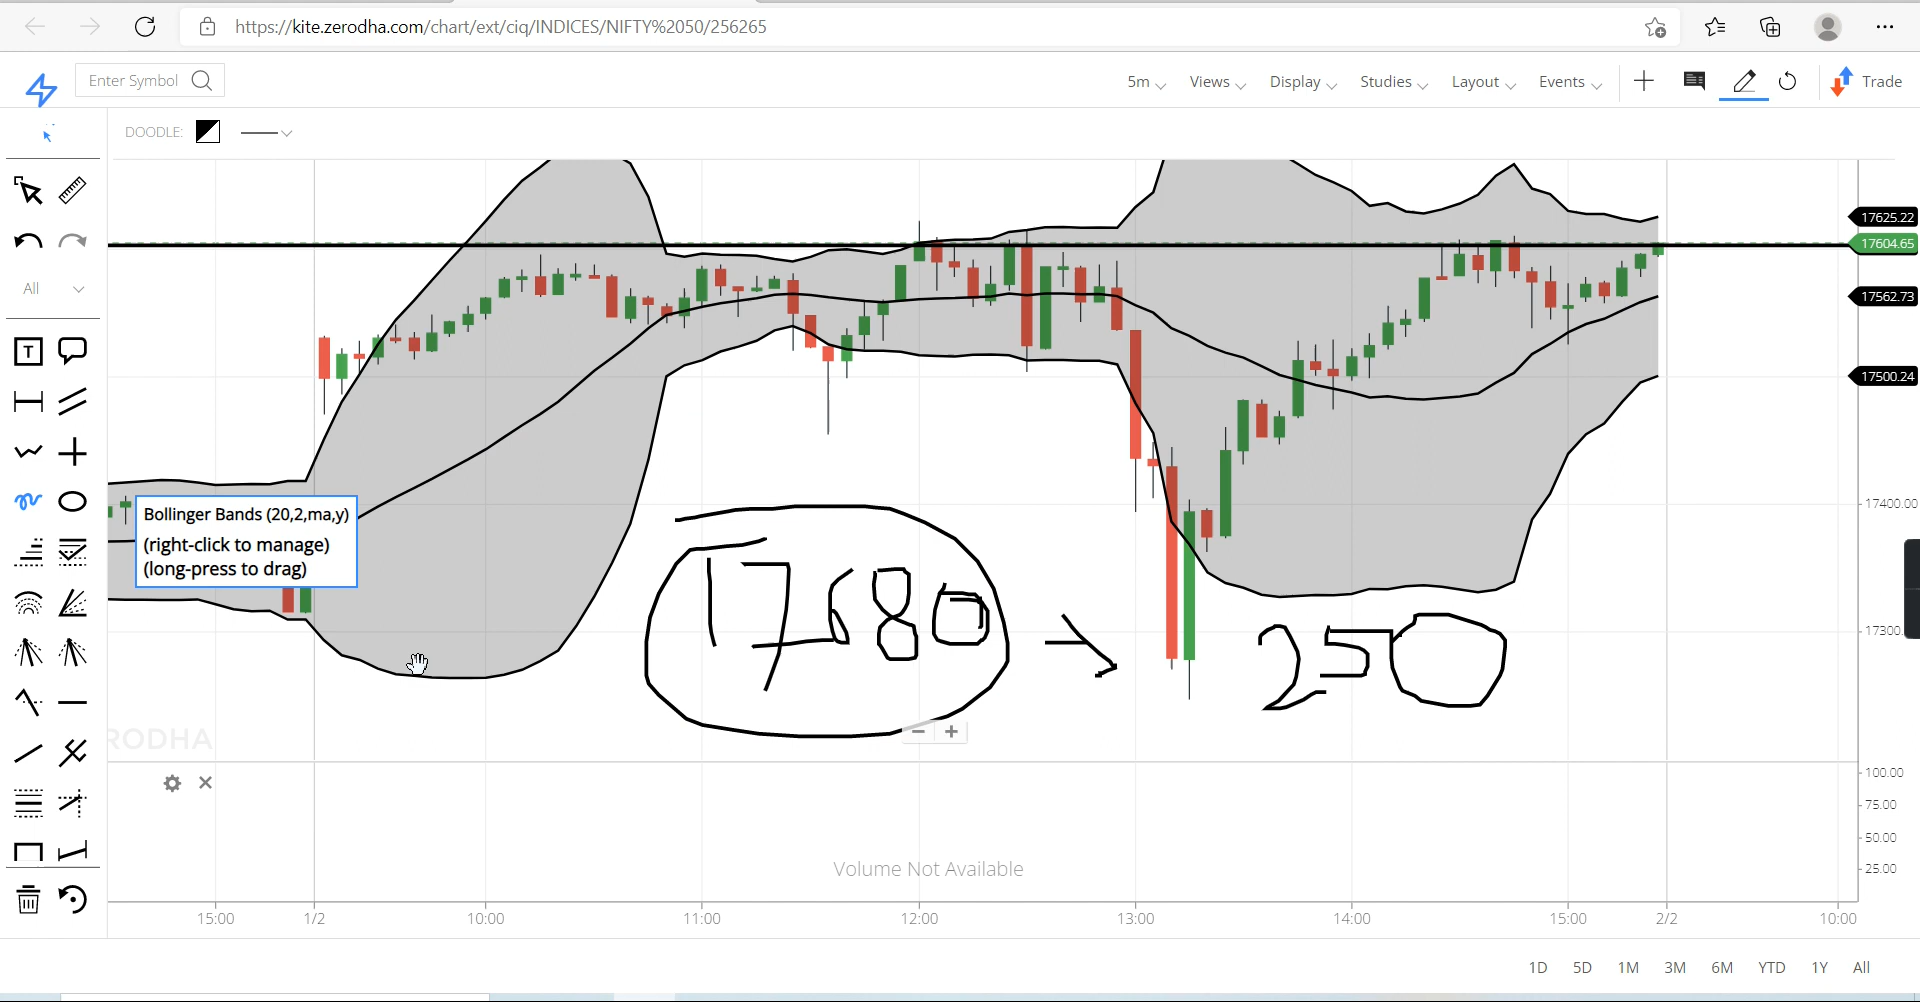 https://kite.zerodha.com/chart/ext/ciq/INDICES/NIFTY%2050/256265
Enter Symbol
5m Views Display Studies Layout Events Trade
DOODLE:
All
T
17625.22
17604.65
17562.73
17500.24
17400.00
17300.
Bollinger Bands (20,2,ma,y)
(right-click to manage)
(long-press to drag)
17680 → 250
RODHA
100.00
75.00
50.00
25.00
Volume Not Available
15:00 1/2 10:00 11:00 12:00 13:00 14:00 15:00 2/2 10:00
1D 5D 1M 3M 6M YTD 1Y All